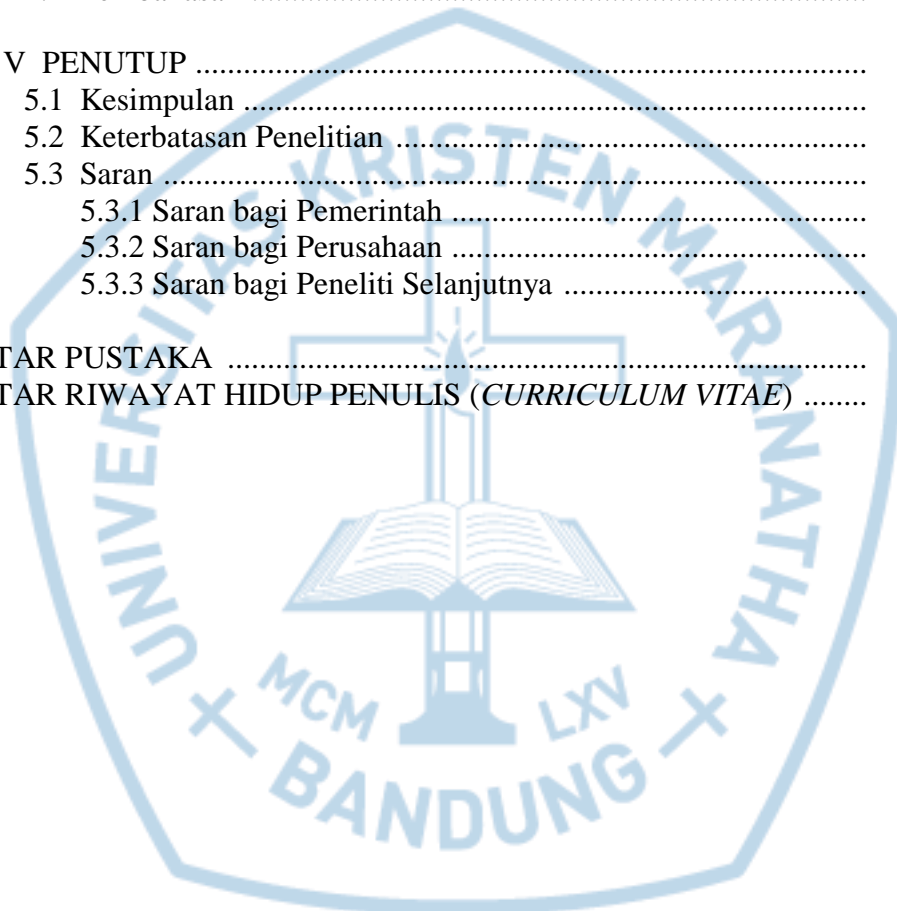 V PENUTUP ........................................................................................
5.1 Kesimpulan .................................................................................
5.2 Keterbatasan Penelitian .............................................................
5.3 Saran ...........................................................................................
5.3.1 Saran bagi Pemerintah .....................................................
5.3.2 Saran bagi Perusahaan .....................................................
5.3.3 Saran bagi Peneliti Selanjutnya .......................................
TAR PUSTAKA ..................................................................................
TAR RIWAYAT HIDUP PENULIS (CURRICULUM VITAE) ........
UNIVERSITAS KRISTEN MARANATHA
MCM LXV
BANDUNG